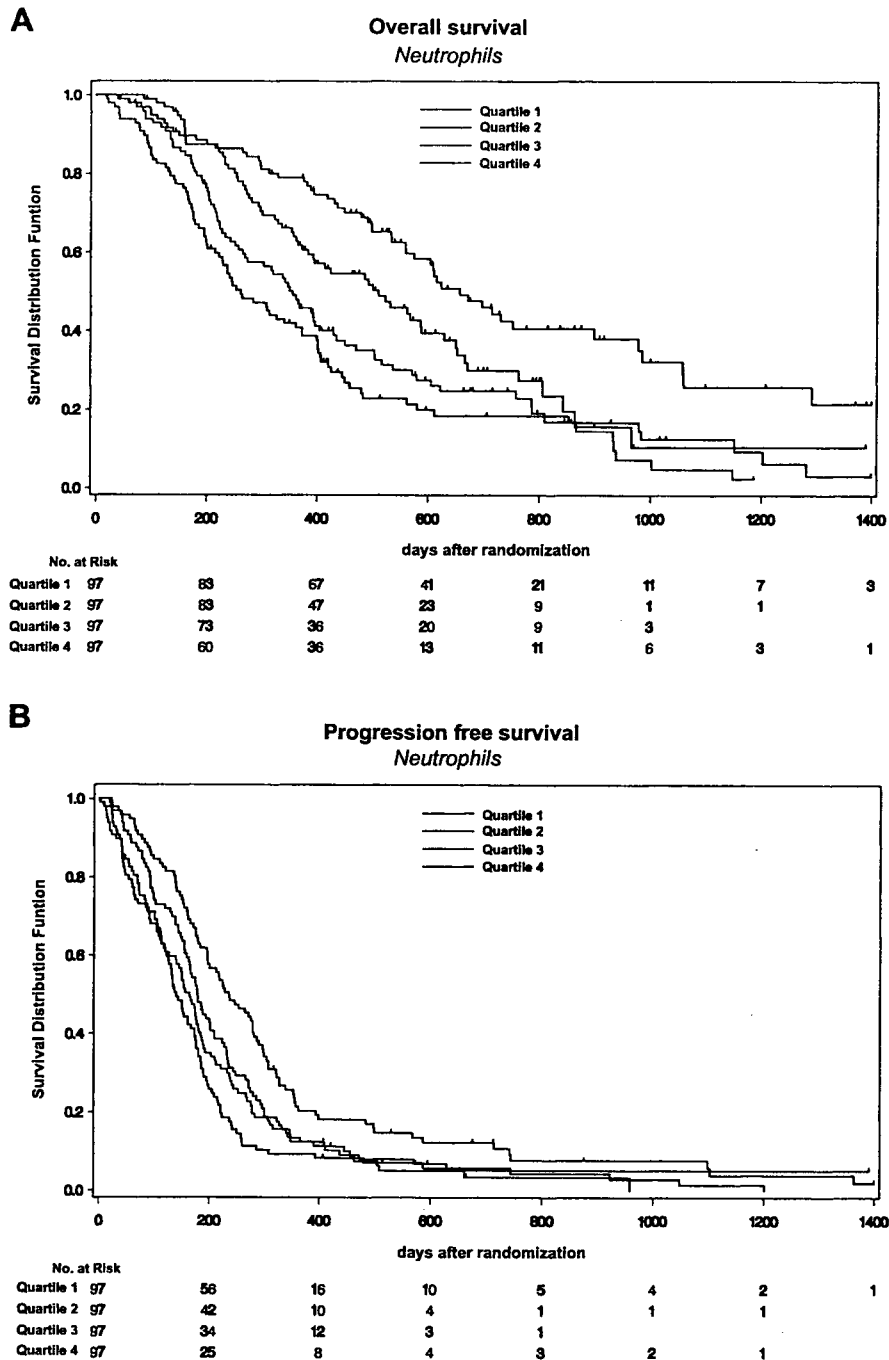 A
Overall survival
Neutrophils
1.0
0.8
0.6
0.4
0.2
0.0
Survival Distribution Funtion
Quartile 1
Quartile 2
Quartile 3
Quartile 4
0 200 400 600 800 1000 1200 1400
days after randomization
No. at Risk
Quartile 1 97 83 67 41 21 11 7 3
Quartile 2 97 83 47 23 9 1 1
Quartile 3 97 73 36 20 9 3
Quartile 4 97 60 36 13 11 6 3 1
B
Progression free survival
Neutrophils
1.0
0.8
0.6
0.4
0.2
0.0
Survival Distribution Funtion
Quartile 1
Quartile 2
Quartile 3
Quartile 4
0 200 400 600 800 1000 1200 1400
days after randomization
No. at Risk
Quartile 1 97 56 16 10 5 4 2 1
Quartile 2 97 42 10 4 1 1 1
Quartile 3 97 34 12 3 1
Quartile 4 97 25 8 4 3 2 1